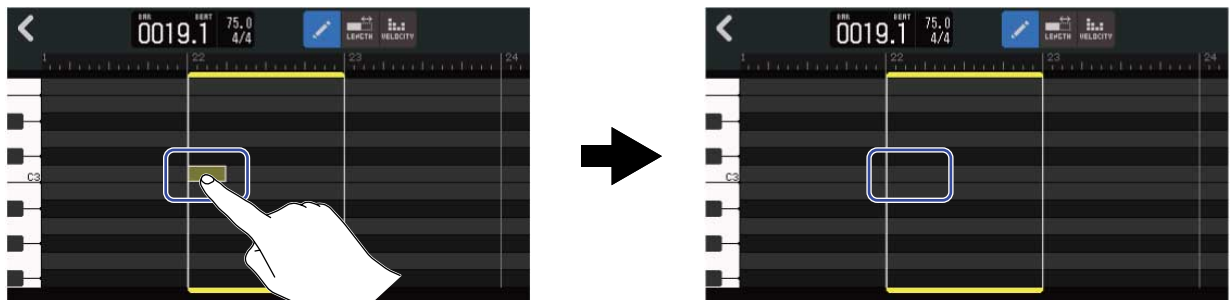 BAR BEAT
0019.1 75.0 4/4 LENGTH VELOCITY
1 22 23 24
C3
BAR BEAT
0019.1 75.0 4/4 LENGTH VELOCITY
1 22 23 24
C3